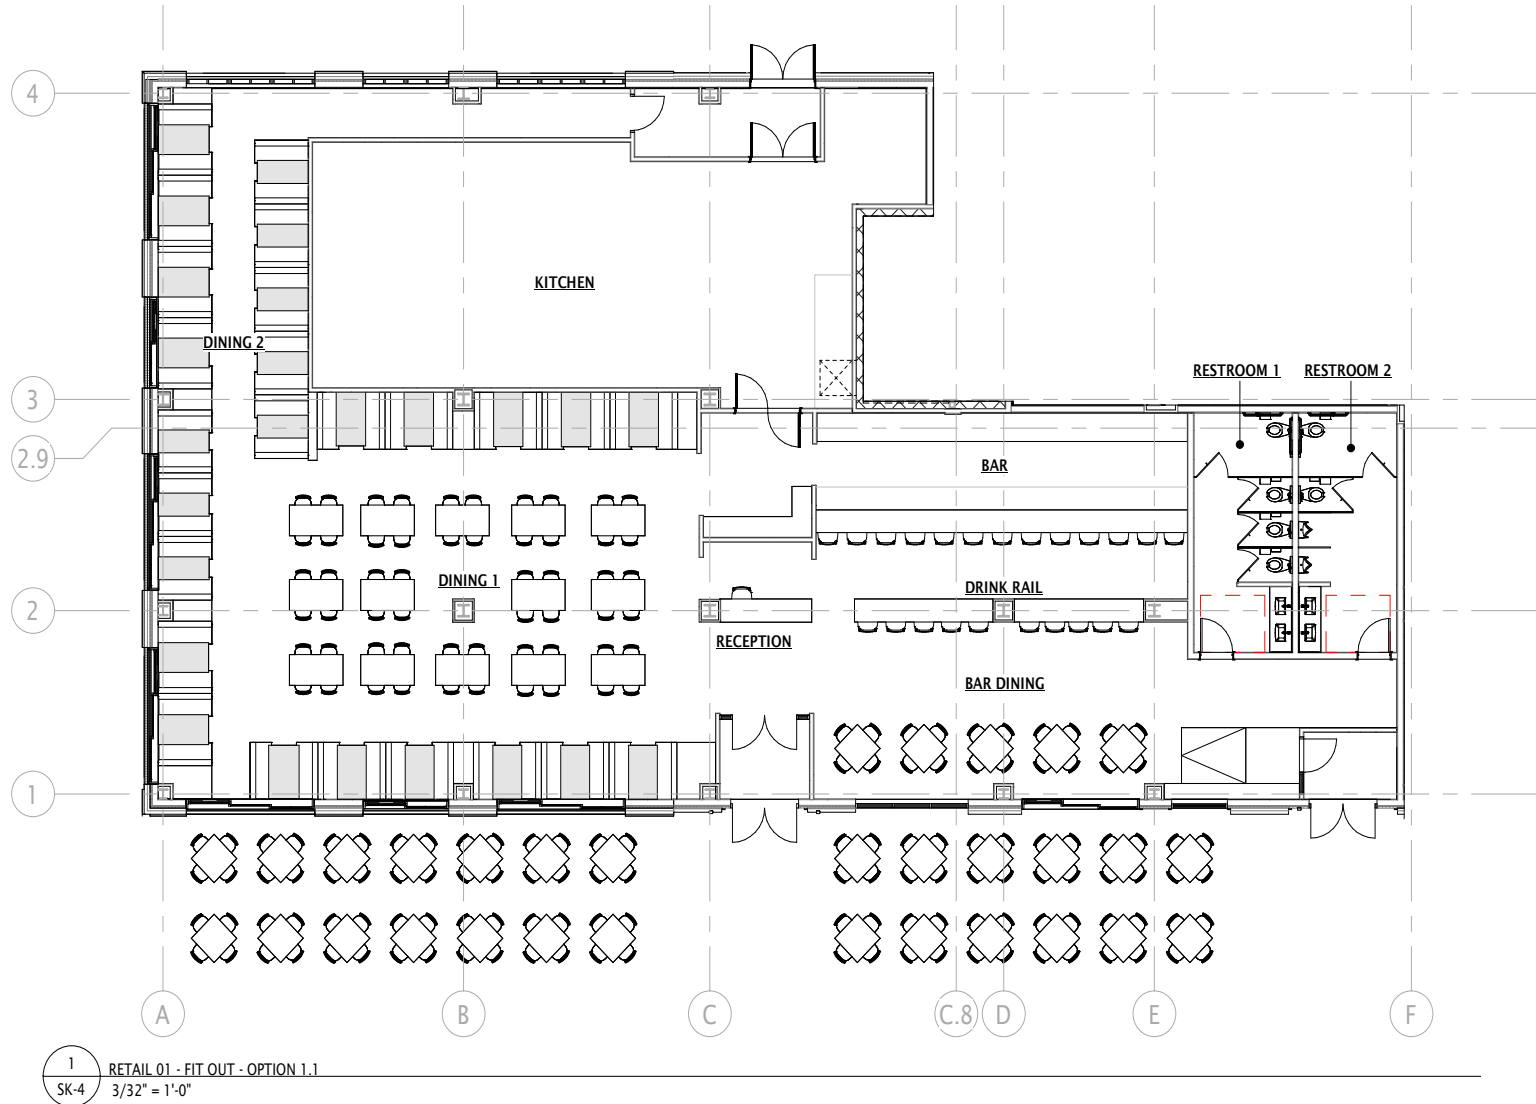 4
KITCHEN
DINING 2
3
RESTROOM 1
RESTROOM 2
2.9
BAR
DINING 1
DRINK RAIL
2
RECEPTION
BAR DINING
1
A
B
C
C.8
D
E
F
1
RETAIL 01 - FIT OUT - OPTION 1.1
SK-4
3/32" = 1'-0"